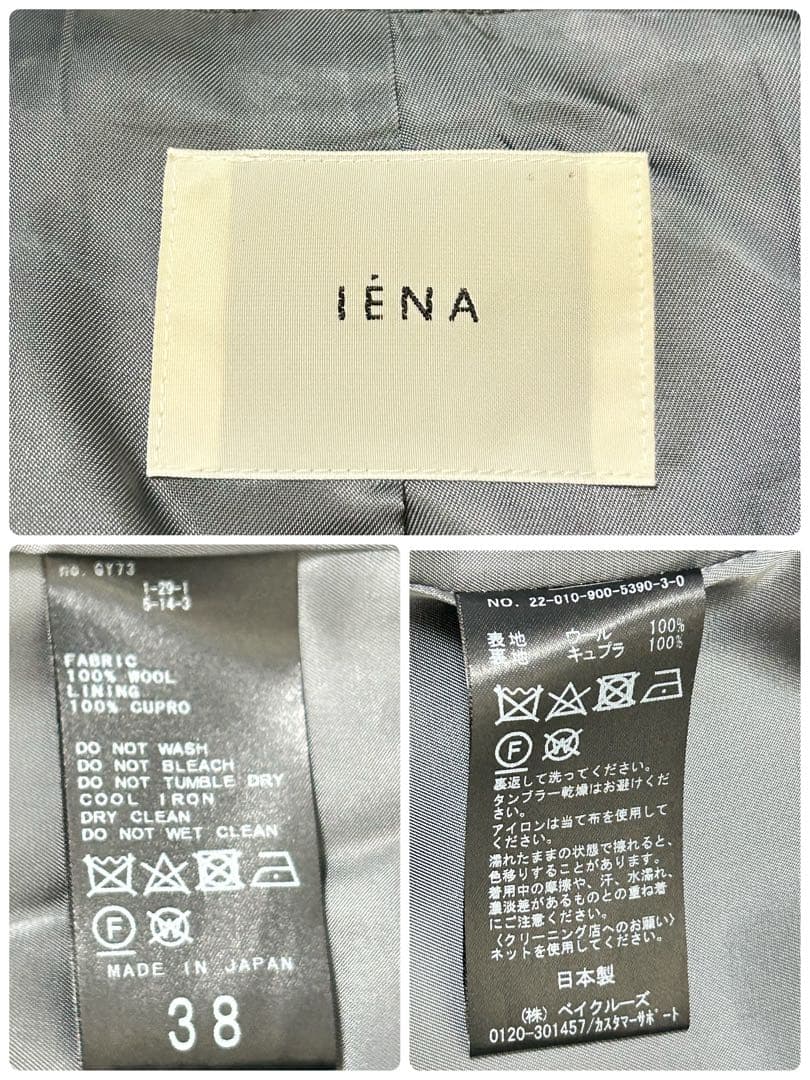 IÉNA
no. GY73
1-29-1
5-14-3
FABRIC
100% WOOL
LINING
100% CUPRO
DO NOT WASH
DO NOT BLEACH
DO NOT TUMBLE DRY
COOL IRON
DRY CLEAN
DO NOT WET CLEAN
F W
MADE IN JAPAN
38
NO. 22-010-900-5390-3-0
表地 ウール 100%
裏地 キュプラ 100%
F W
裏返して洗ってください。
タンブラー乾燥はお避けくだ
さい。
アイロンは当て布を使用して
ください。
濡れたままの状態で擦れると、
色移りすることがあります。
着用中の摩擦や、汗、水濡れ、
濃淡差があるものとの重ね着
にご注意ください。
〈クリーニング店へのお願い〉
ネットを使用してください。
日本製
(株) ベイクルーズ
0120-301457/カスタマーサポート